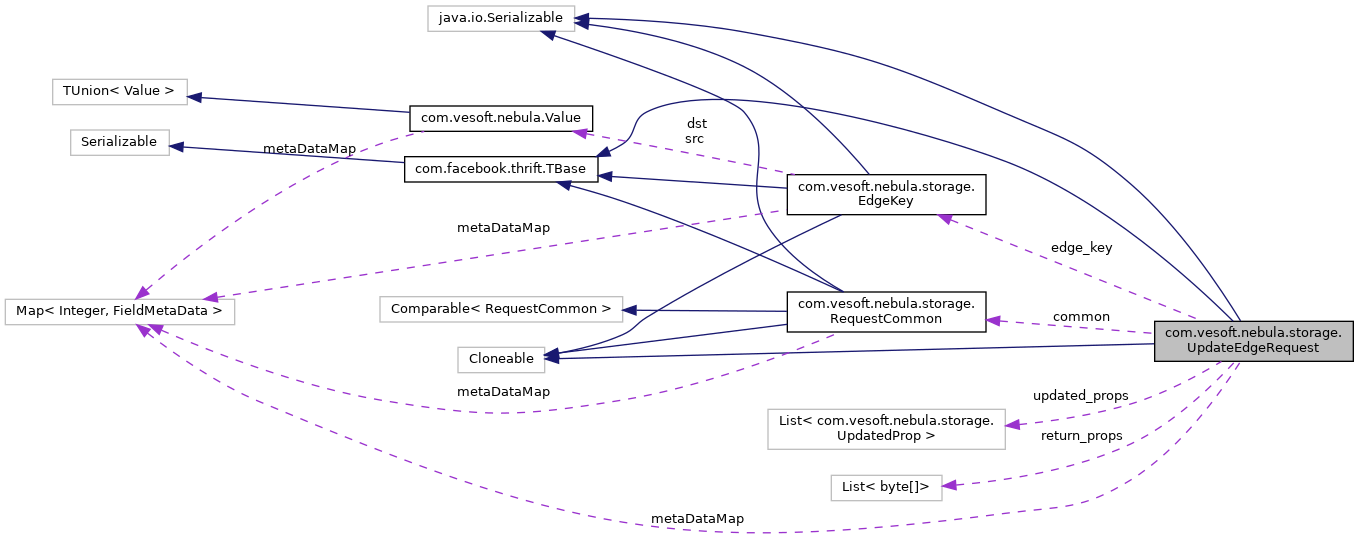 java.io.Serializable
TUnion< Value >
com.vesoft.nebula.Value
dst
src
Serializable
metaDataMap
com.facebook.thrift.TBase
com.vesoft.nebula.storage.
EdgeKey
metaDataMap
edge_key
Map< Integer, FieldMetaData >
Comparable< RequestCommon >
com.vesoft.nebula.storage.
RequestCommon
common
com.vesoft.nebula.storage.
UpdateEdgeRequest
Cloneable
metaDataMap
updated_props
List< com.vesoft.nebula.storage.
UpdatedProp >
return_props
List< byte[]>
metaDataMap